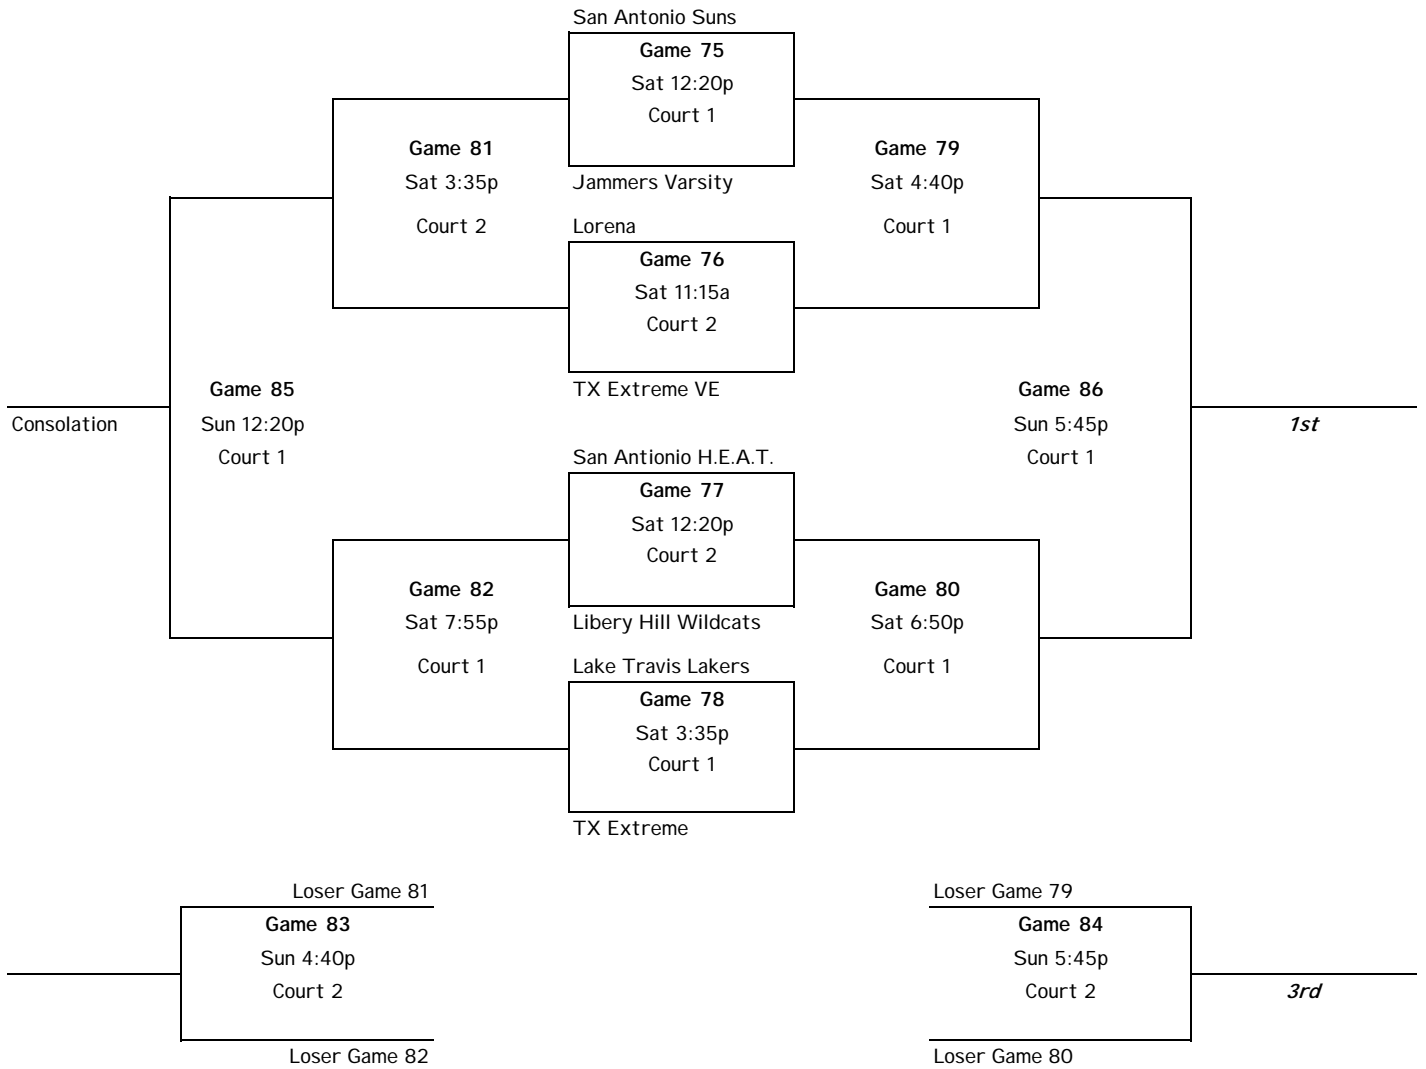 San Antonio Suns
Game 75
Sat 12:20p
Court 1
Jammers Varsity
Game 81
Sat 3:35p
Court 2
Game 79
Sat 4:40p
Court 1
Lorena
Game 76
Sat 11:15a
Court 2
TX Extreme VE
Game 85
Sun 12:20p
Court 1
Consolation
Game 86
Sun 5:45p
Court 1
1st
San Antionio H.E.A.T.
Game 77
Sat 12:20p
Court 2
Libery Hill Wildcats
Game 82
Sat 7:55p
Court 1
Game 80
Sat 6:50p
Court 1
Lake Travis Lakers
Game 78
Sat 3:35p
Court 1
TX Extreme
Loser Game 81
Game 83
Sun 4:40p
Court 2
Loser Game 82
Loser Game 79
Game 84
Sun 5:45p
Court 2
3rd
Loser Game 80